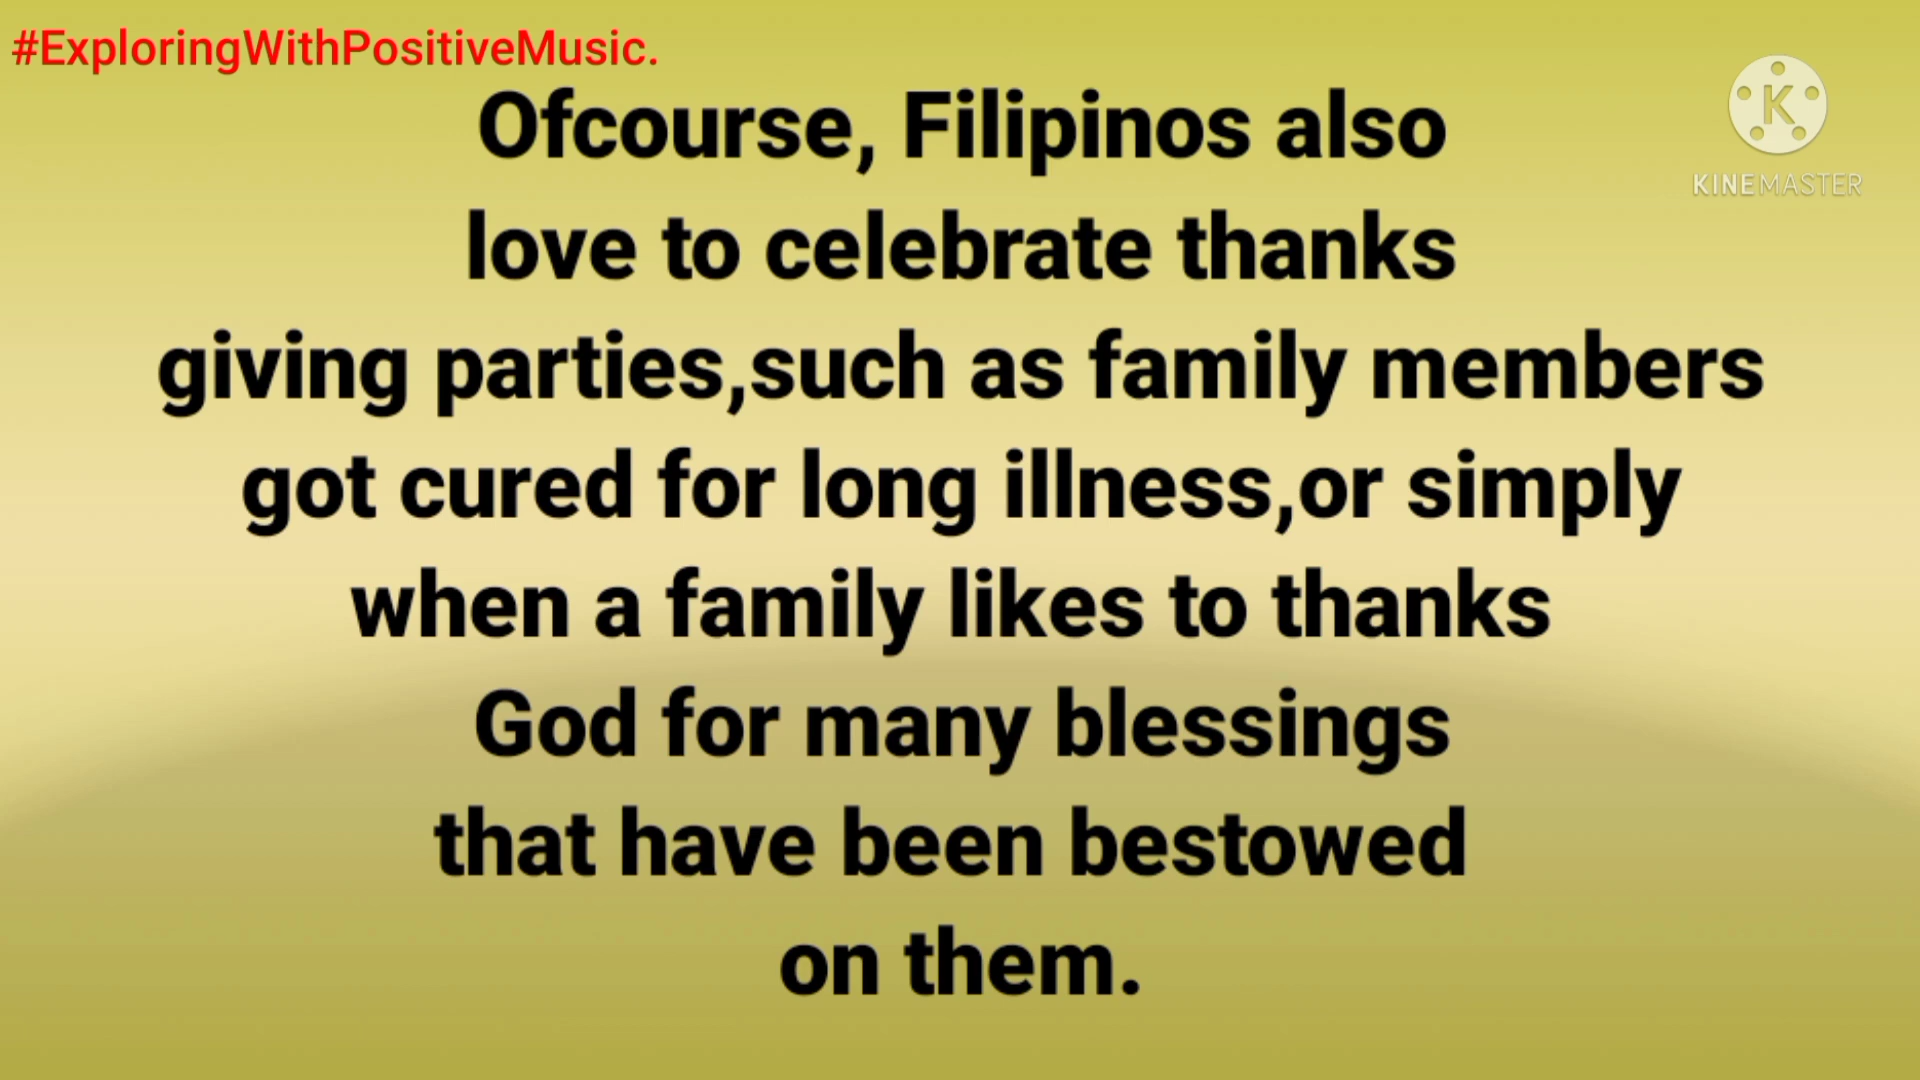 #ExploringWithPositiveMusic.
Ofcourse, Filipinos also
love to celebrate thanks
giving parties,such as family members
got cured for long illness,or simply
when a family likes to thanks
God for many blessings
that have been bestowed
on them.
K
KINEMASTER